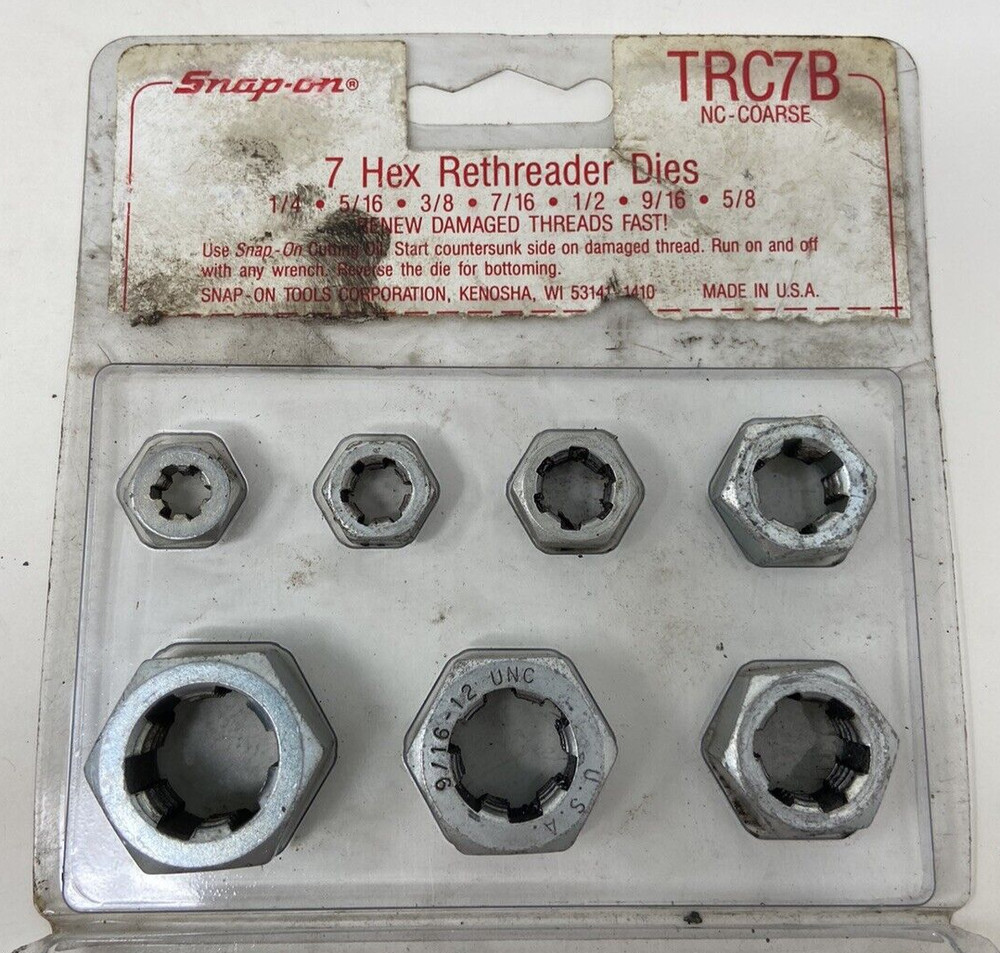 Snap-on®
TRC7B
NC-COARSE
7 Hex Rethreader Dies
1/4 • 5/16 • 3/8 • 7/16 • 1/2 • 9/16 • 5/8
RENEW DAMAGED THREADS FAST!
Use Snap-On Cutting Oil. Start countersunk side on damaged thread. Run on and off
with any wrench. Reverse the die for bottoming.
SNAP-ON TOOLS CORPORATION, KENOSHA, WI 53141-1410 MADE IN U.S.A.
9/16-12 UNC
U.S.A.